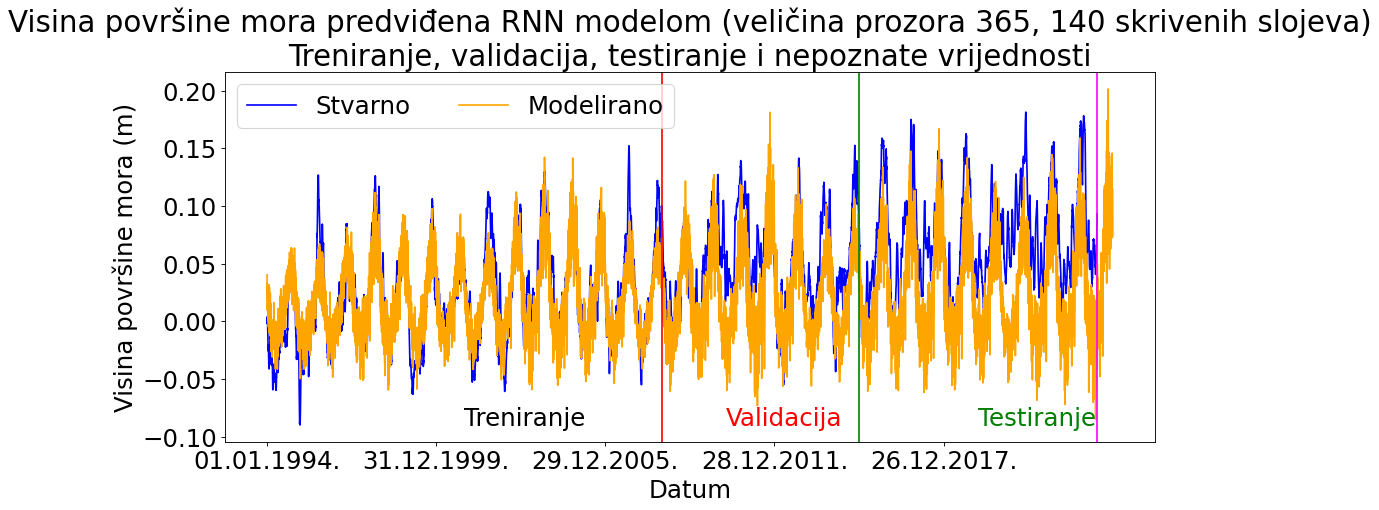 Visina površine mora predviđena RNN modelom (veličina prozora 365, 140 skrivenih slojeva)
Treniranje, validacija, testiranje i nepoznate vrijednosti
Stvarno Modelirano
0.20
0.15
0.10
0.05
0.00
−0.05
−0.10
Visina površine mora (m)
Treniranje Validacija Testiranje
01.01.1994. 31.12.1999. 29.12.2005. 28.12.2011. 26.12.2017.
Datum